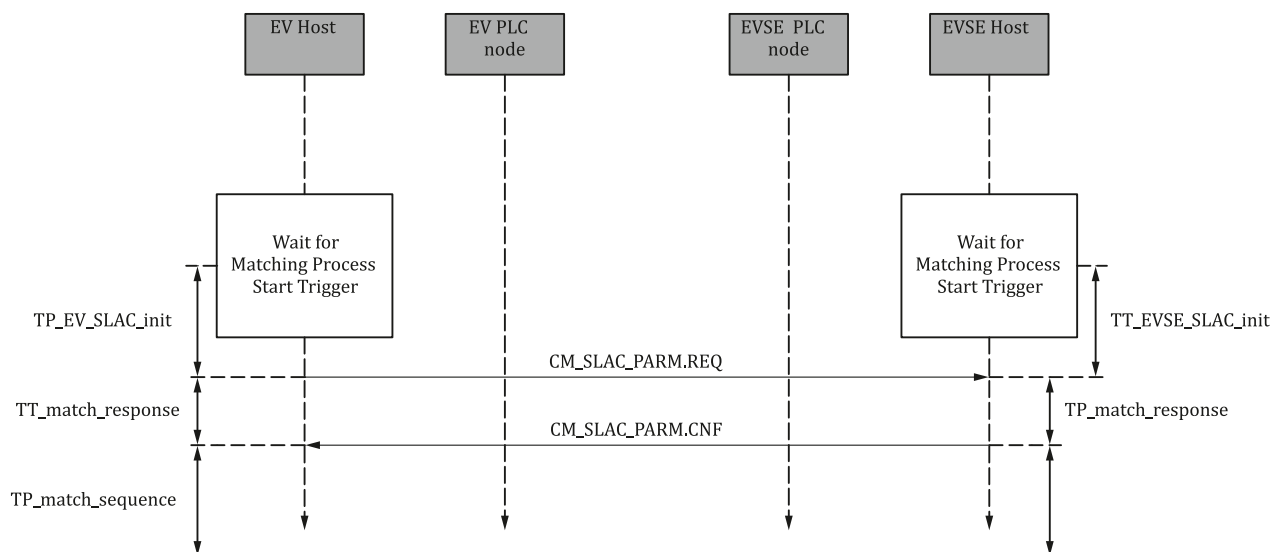 EV Host
EV PLC
node
EVSE PLC
node
EVSE Host
Wait for
Matching Process
Start Trigger
Wait for
Matching Process
Start Trigger
TP_EV_SLAC_init
TT_EVSE_SLAC_init
CM_SLAC_PARM.REQ
TT_match_response
TP_match_response
CM_SLAC_PARM.CNF
TP_match_sequence